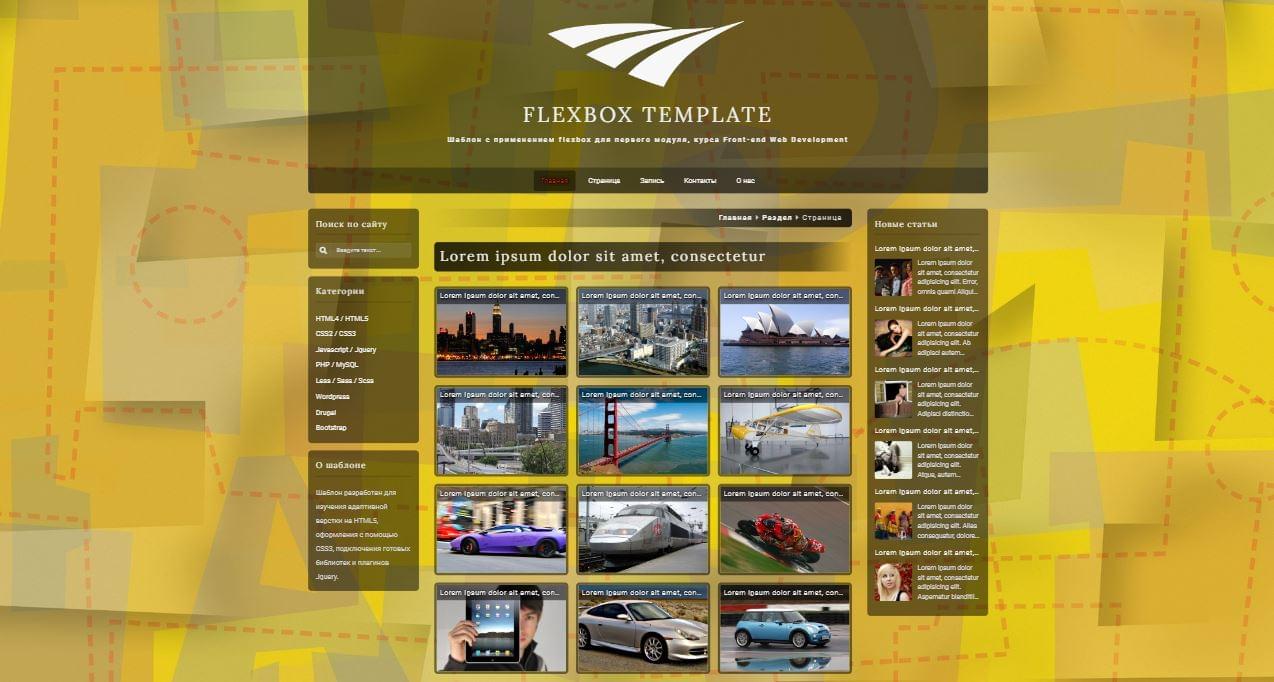 FLEXBOX TEMPLATE
Шаблон с применением flexbox для первого модуля, курса Front-end Web Development
Главная Страница Запись Контакты О нас
Поиск по сайту
Введите текст...
Категории
HTML4 / HTML5
CSS2 / CSS3
Javascript / Jquery
PHP / MySQL
Less / Sass / Scss
Wordpress
Drupal
Bootstrap
О шаблоне
Шаблон разработан для
изучения адаптивной
верстки на HTML5,
оформления с помощью
CSS3, подключения готовых
библиотек и плагинов
Jquery.
Главная Раздел Страница
Lorem ipsum dolor sit amet, consectetur
Lorem ipsum dolor sit amet, con...
Lorem ipsum dolor sit amet, con...
Lorem ipsum dolor sit amet, con...
Lorem ipsum dolor sit amet, con...
Lorem ipsum dolor sit amet, con...
Lorem ipsum dolor sit amet, con...
Lorem ipsum dolor sit amet, con...
Lorem ipsum dolor sit amet, con...
Lorem ipsum dolor sit amet, con...
Lorem ipsum dolor sit amet, con...
Lorem ipsum dolor sit amet, con...
Lorem ipsum dolor sit amet, con...
Новые статьи
Lorem ipsum dolor sit amet,...
Lorem ipsum dolor
sit amet, consectetur
adipisicing elit. Error,
omnis quam! Aliqui...
Lorem ipsum dolor sit amet,...
Lorem ipsum dolor
sit amet, consectetur
adipisicing elit. Ab
adipisci autem...
Lorem ipsum dolor sit amet,...
Lorem ipsum dolor
sit amet, consectetur
adipisicing elit.
Adipisci distinctio...
Lorem ipsum dolor sit amet,...
Lorem ipsum dolor
sit amet, consectetur
adipisicing elit.
Atque, autem...
Lorem ipsum dolor sit amet,...
Lorem ipsum dolor
sit amet, consectetur
adipisicing elit. Alias
consequatur, dolore...
Lorem ipsum dolor sit amet,...
Lorem ipsum dolor
sit amet, consectetur
adipisicing elit.
Aspernatur blanditii...